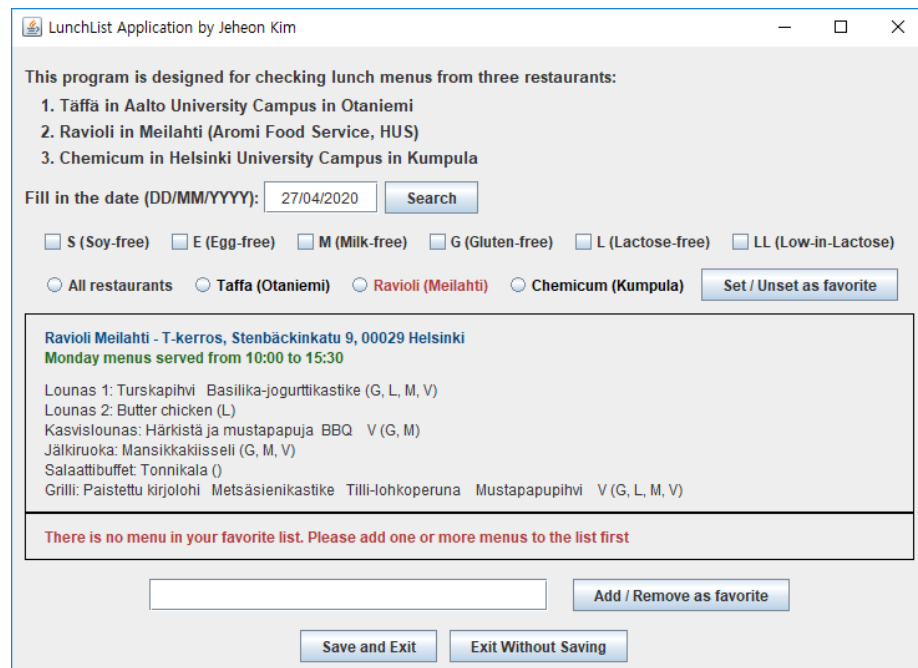 LunchList Application by Jeheon Kim
This program is designed for checking lunch menus from three restaurants:
1. Täffä in Aalto University Campus in Otaniemi
2. Ravioli in Meilahti (Aromi Food Service, HUS)
3. Chemicum in Helsinki University Campus in Kumpula
Fill in the date (DD/MM/YYYY): 27/04/2020 Search
S (Soy-free) E (Egg-free) M (Milk-free) G (Gluten-free) L (Lactose-free) LL (Low-in-Lactose)
All restaurants Taffa (Otaniemi) Ravioli (Meilahti) Chemicum (Kumpula) Set / Unset as favorite
Ravioli Meilahti - T-kerros, Stenbäckinkatu 9, 00029 Helsinki
Monday menus served from 10:00 to 15:30
Lounas 1: Turskapihvi Basilika-jogurttikastike (G, L, M, V)
Lounas 2: Butter chicken (L)
Kasvislounas: Härkistä ja mustapapuja BBQ V (G, M)
Jälkiruoka: Mansikkakiisseli (G, M, V)
Salaattibuffet: Tonnikala ()
Grilli: Paistettu kirjolohi Metsäsienikastike Tilli-lohkoperuna Mustapapupihvi V (G, L, M, V)
There is no menu in your favorite list. Please add one or more menus to the list first
Add / Remove as favorite
Save and Exit Exit Without Saving